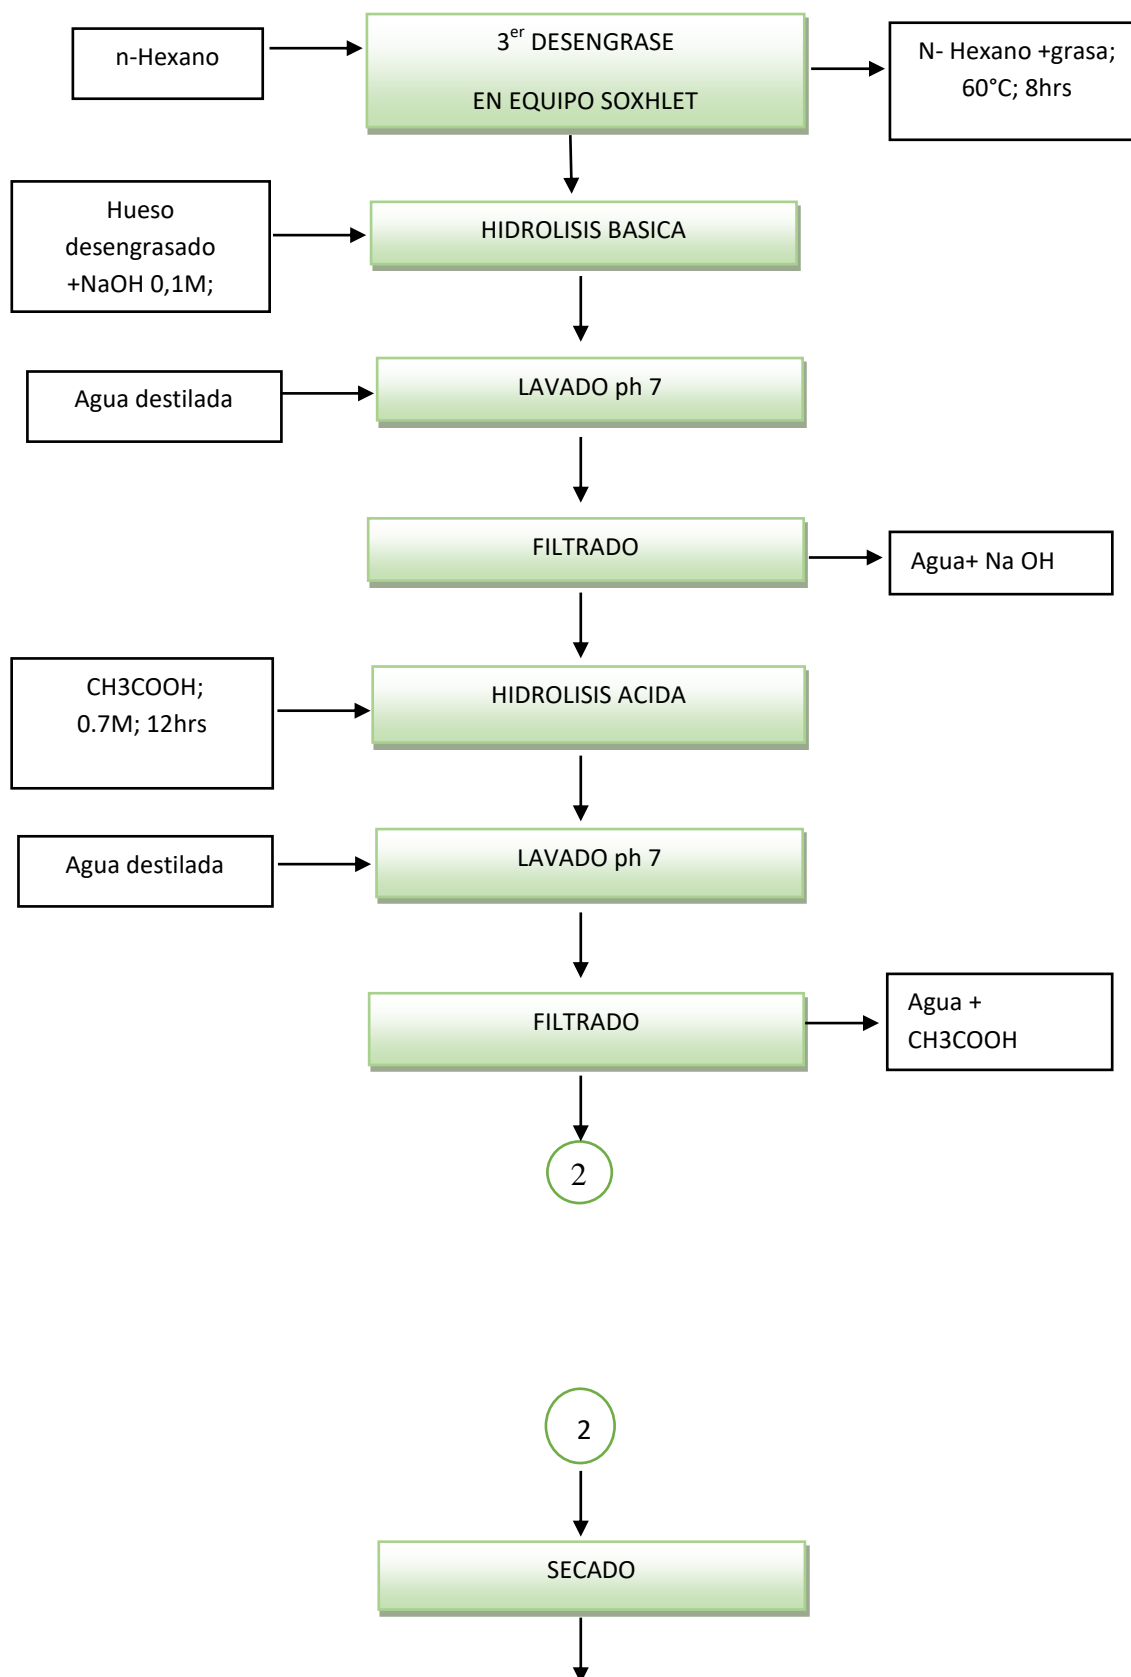 n-Hexano
3er DESENGRASE
EN EQUIPO SOXHLET
N- Hexano +grasa;
60°C; 8hrs
Hueso
desengrasado
+NaOH 0,1M;
HIDROLISIS BASICA
Agua destilada
LAVADO ph 7
FILTRADO
Agua+ Na OH
CH3COOH;
0.7M; 12hrs
HIDROLISIS ACIDA
Agua destilada
LAVADO ph 7
FILTRADO
Agua +
CH3COOH
2
2
SECADO